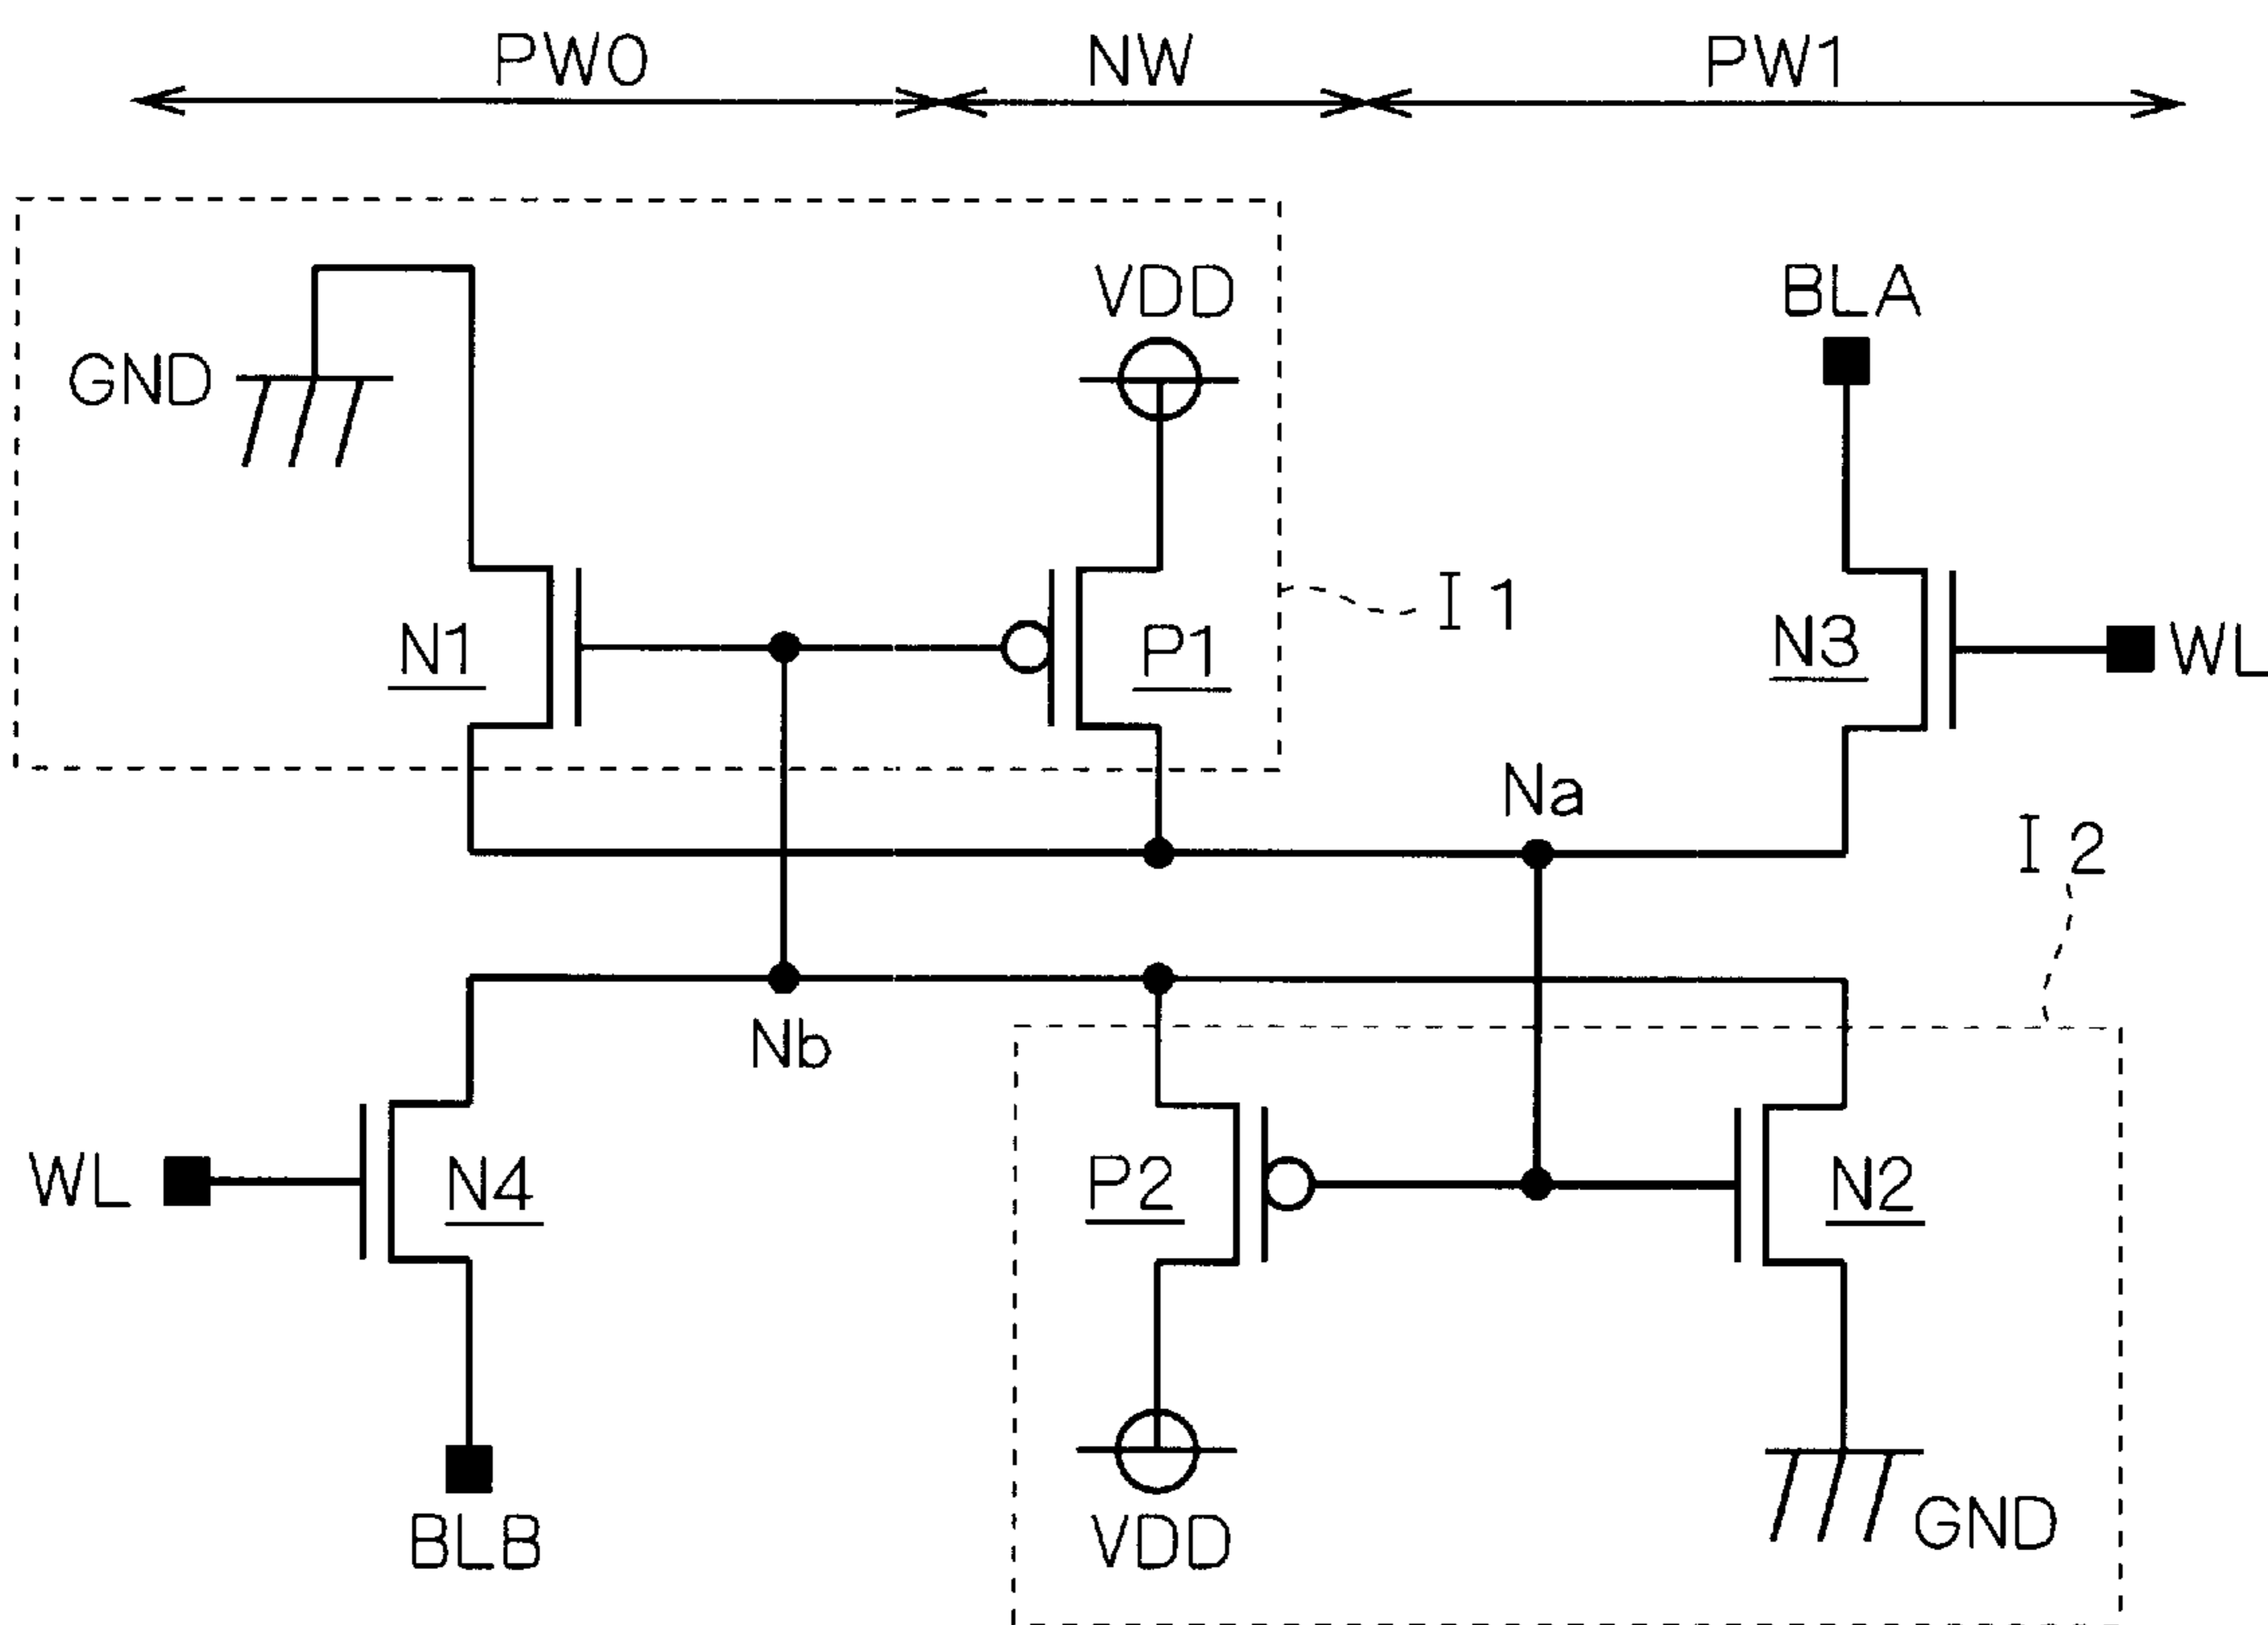 PW0 NW PW1
VDD BLA
GND
I1
N1 P1 N3 WL
Na
I2
Nb
WL N4 P2 N2
BLB VDD GND